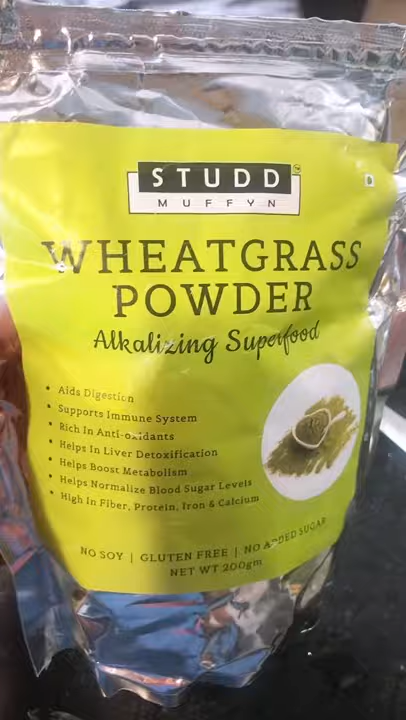 STUDD
MUFFYN
WHEATGRASS
POWDER
Alkalizing Superfood
• Aids Digestion
• Supports Immune System
• Rich In Anti-oxidants
• Helps In Liver Detoxification
• Helps Boost Metabolism
• Helps Normalize Blood Sugar Levels
• High In Fiber, Protein, Iron & Calcium
NO SOY | GLUTEN FREE | NO ADDED SUGAR
NET WT 200gm